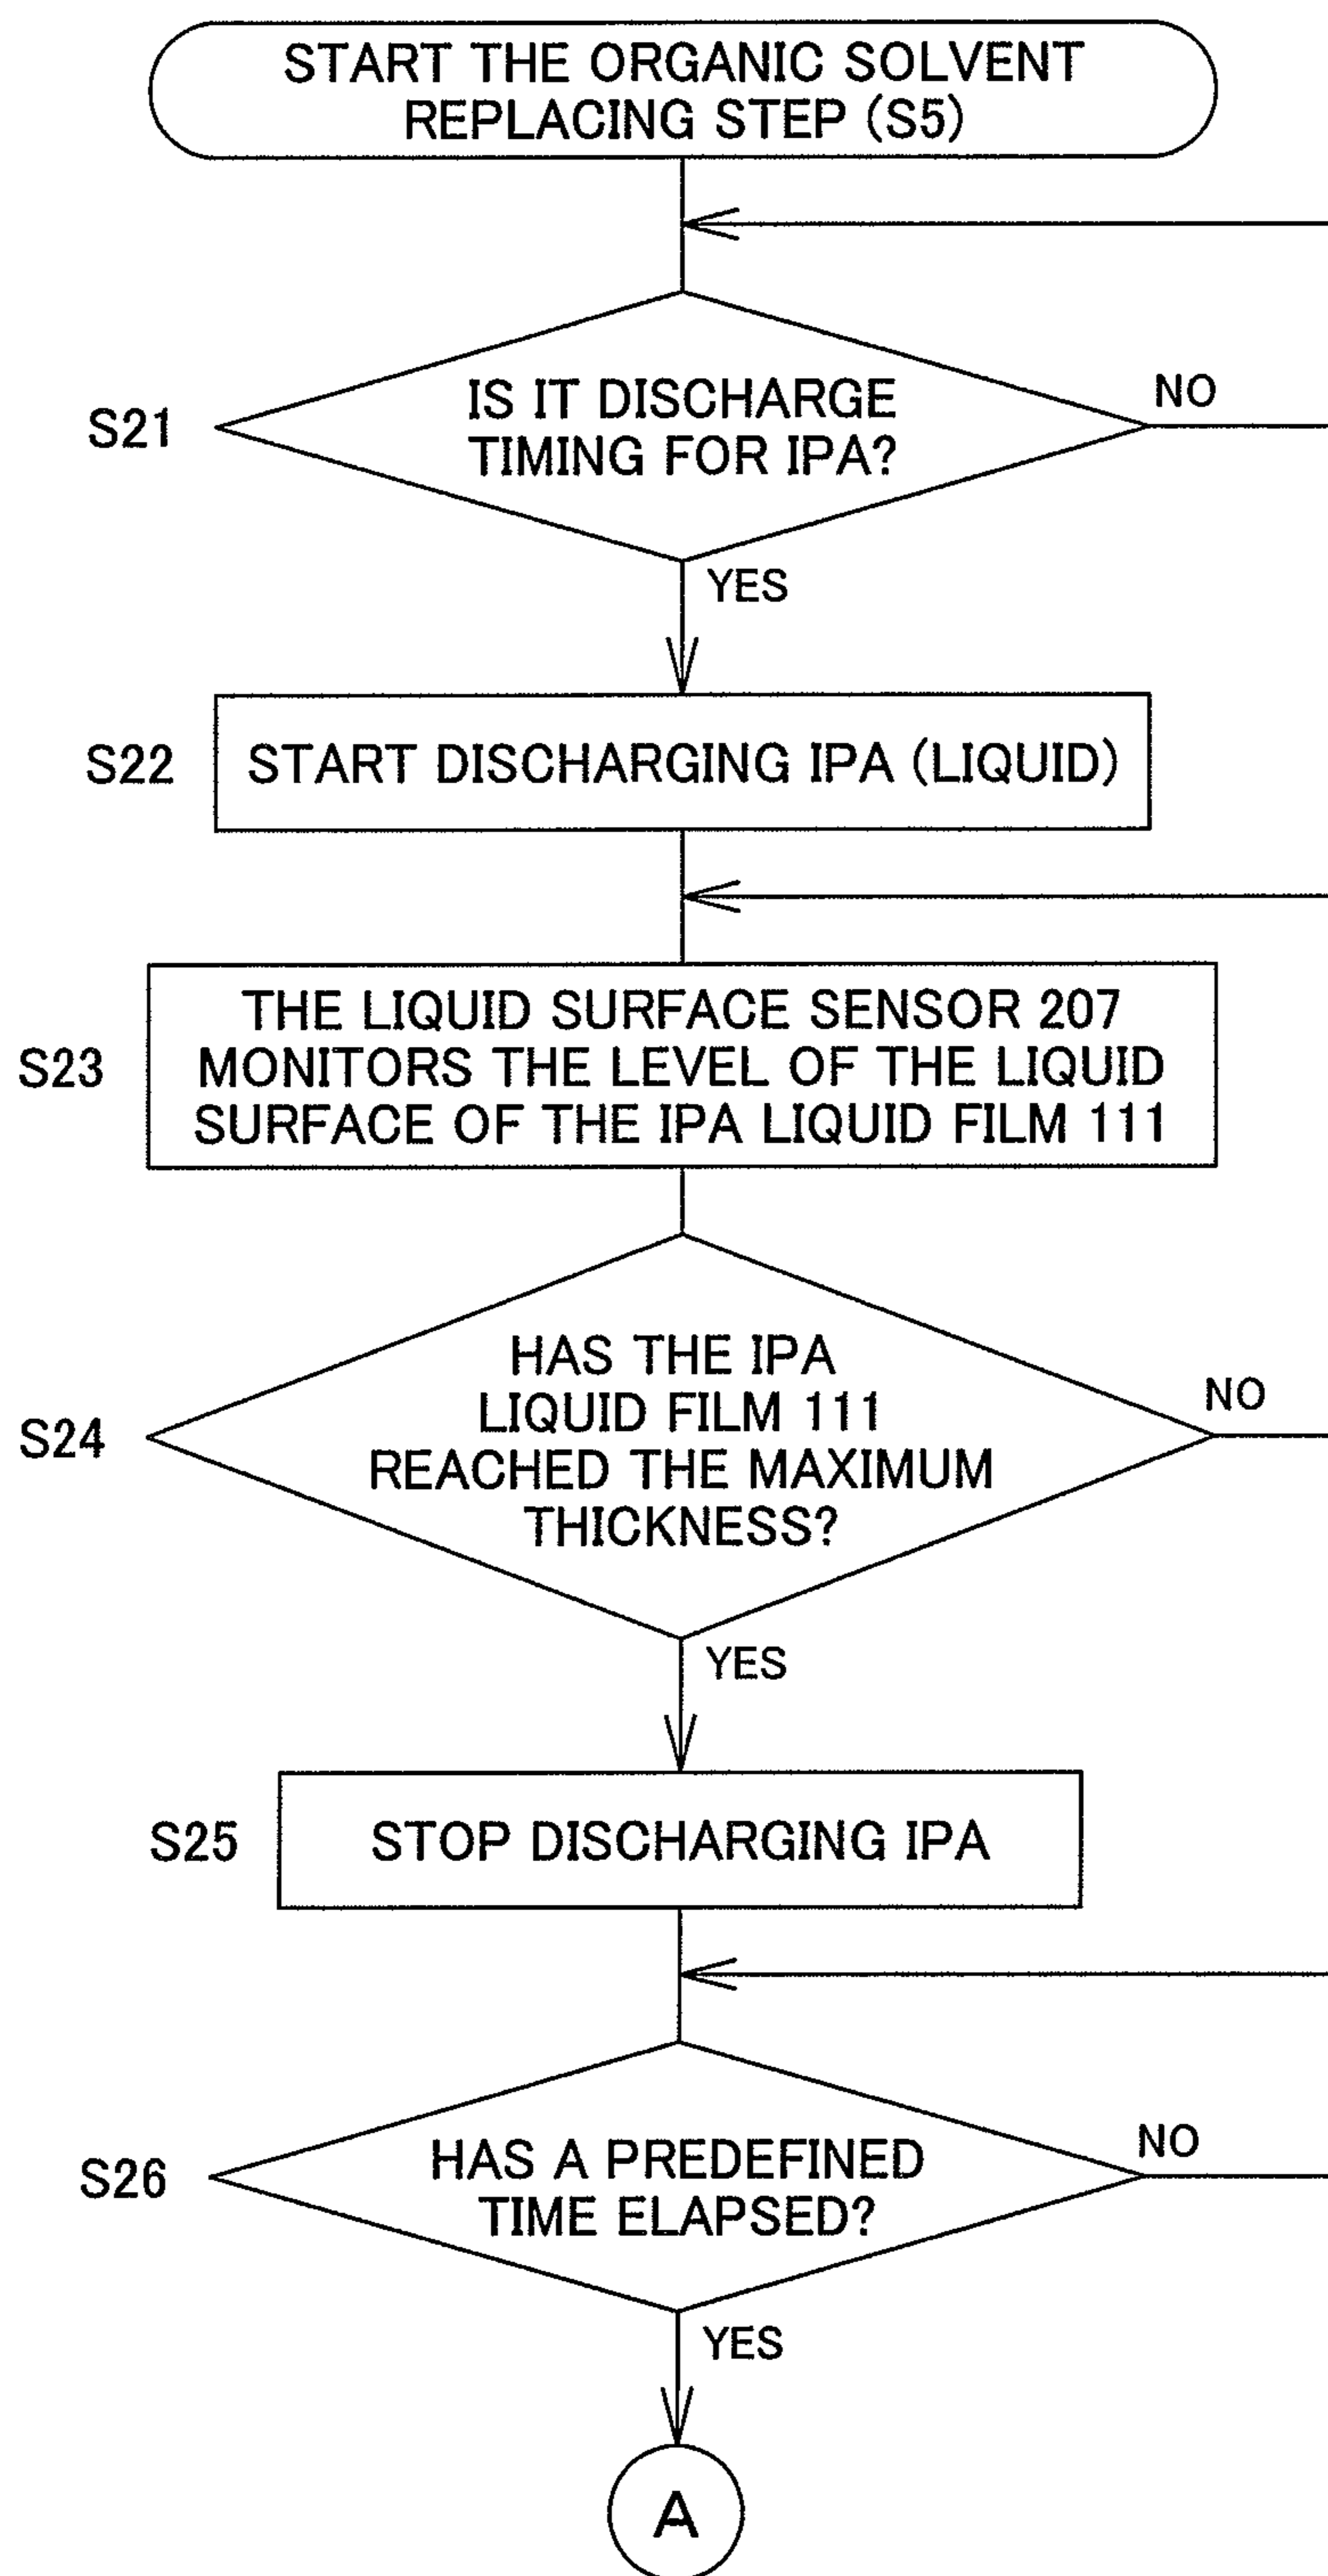 START THE ORGANIC SOLVENT
REPLACING STEP (S5)
S21
IS IT DISCHARGE
TIMING FOR IPA?
NO
YES
S22
START DISCHARGING IPA (LIQUID)
S23
THE LIQUID SURFACE SENSOR 207
MONITORS THE LEVEL OF THE LIQUID
SURFACE OF THE IPA LIQUID FILM 111
S24
HAS THE IPA
LIQUID FILM 111
REACHED THE MAXIMUM
THICKNESS?
NO
YES
S25
STOP DISCHARGING IPA
S26
HAS A PREDEFINED
TIME ELAPSED?
NO
YES
A